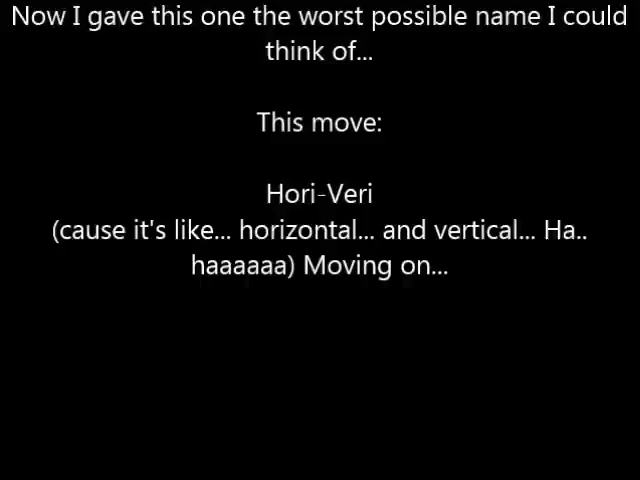 Now I gave this one the worst possible name I could
think of...
This move:
Hori-Veri
(cause it's like... horizontal... and vertical... Ha..
haaaaaa) Moving on...